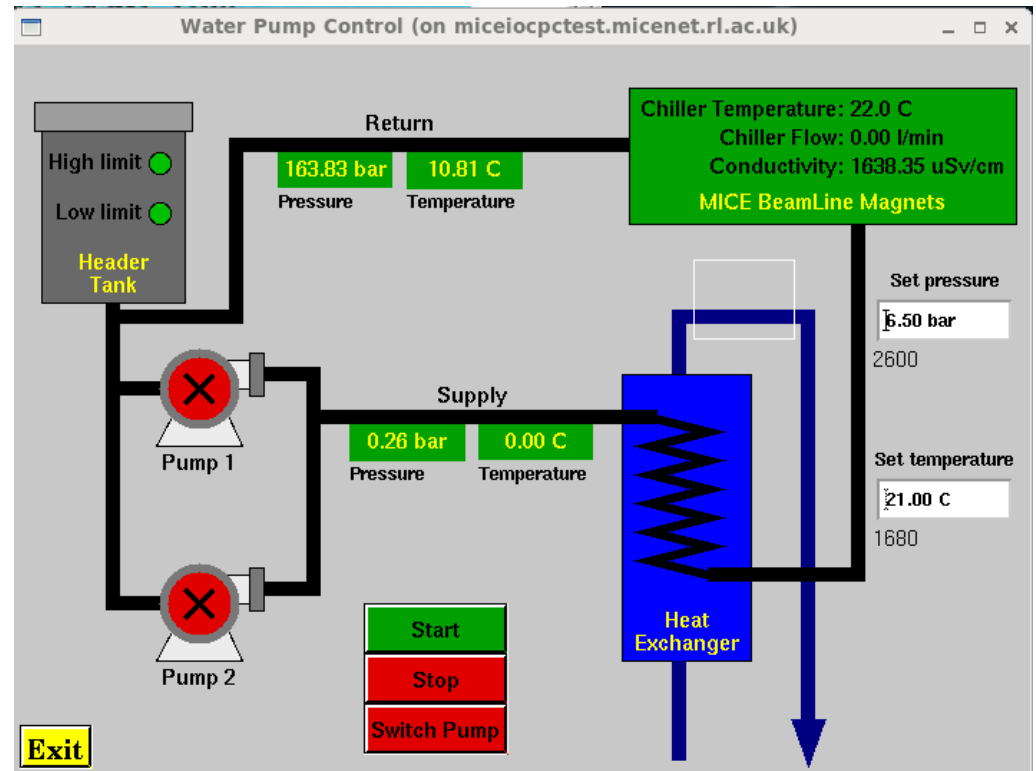 Water Pump Control (on miceiocpctest.micenet.rl.ac.uk)
Chiller Temperature: 22.0 C
Chiller Flow: 0.00 l/min
Conductivity: 1638.35 uSv/cm
MICE BeamLine Magnets
Return
163.83 bar
10.81 C
Pressure
Temperature
High limit
Low limit
Header
Tank
Set pressure
6.50 bar
2600
Supply
0.26 bar
0.00 C
Pressure
Temperature
Pump 1
Set temperature
21.00 C
1680
Heat
Exchanger
Pump 2
Start
Stop
Switch Pump
Exit